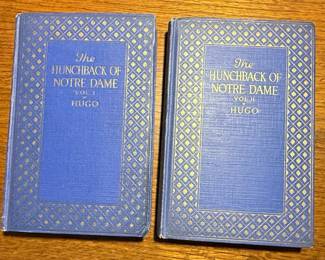 The
HUNCHBACK OF
NOTRE DAME
VOL. I
HUGO
The
HUNCHBACK OF
NOTRE DAME
VOL. II
HUGO